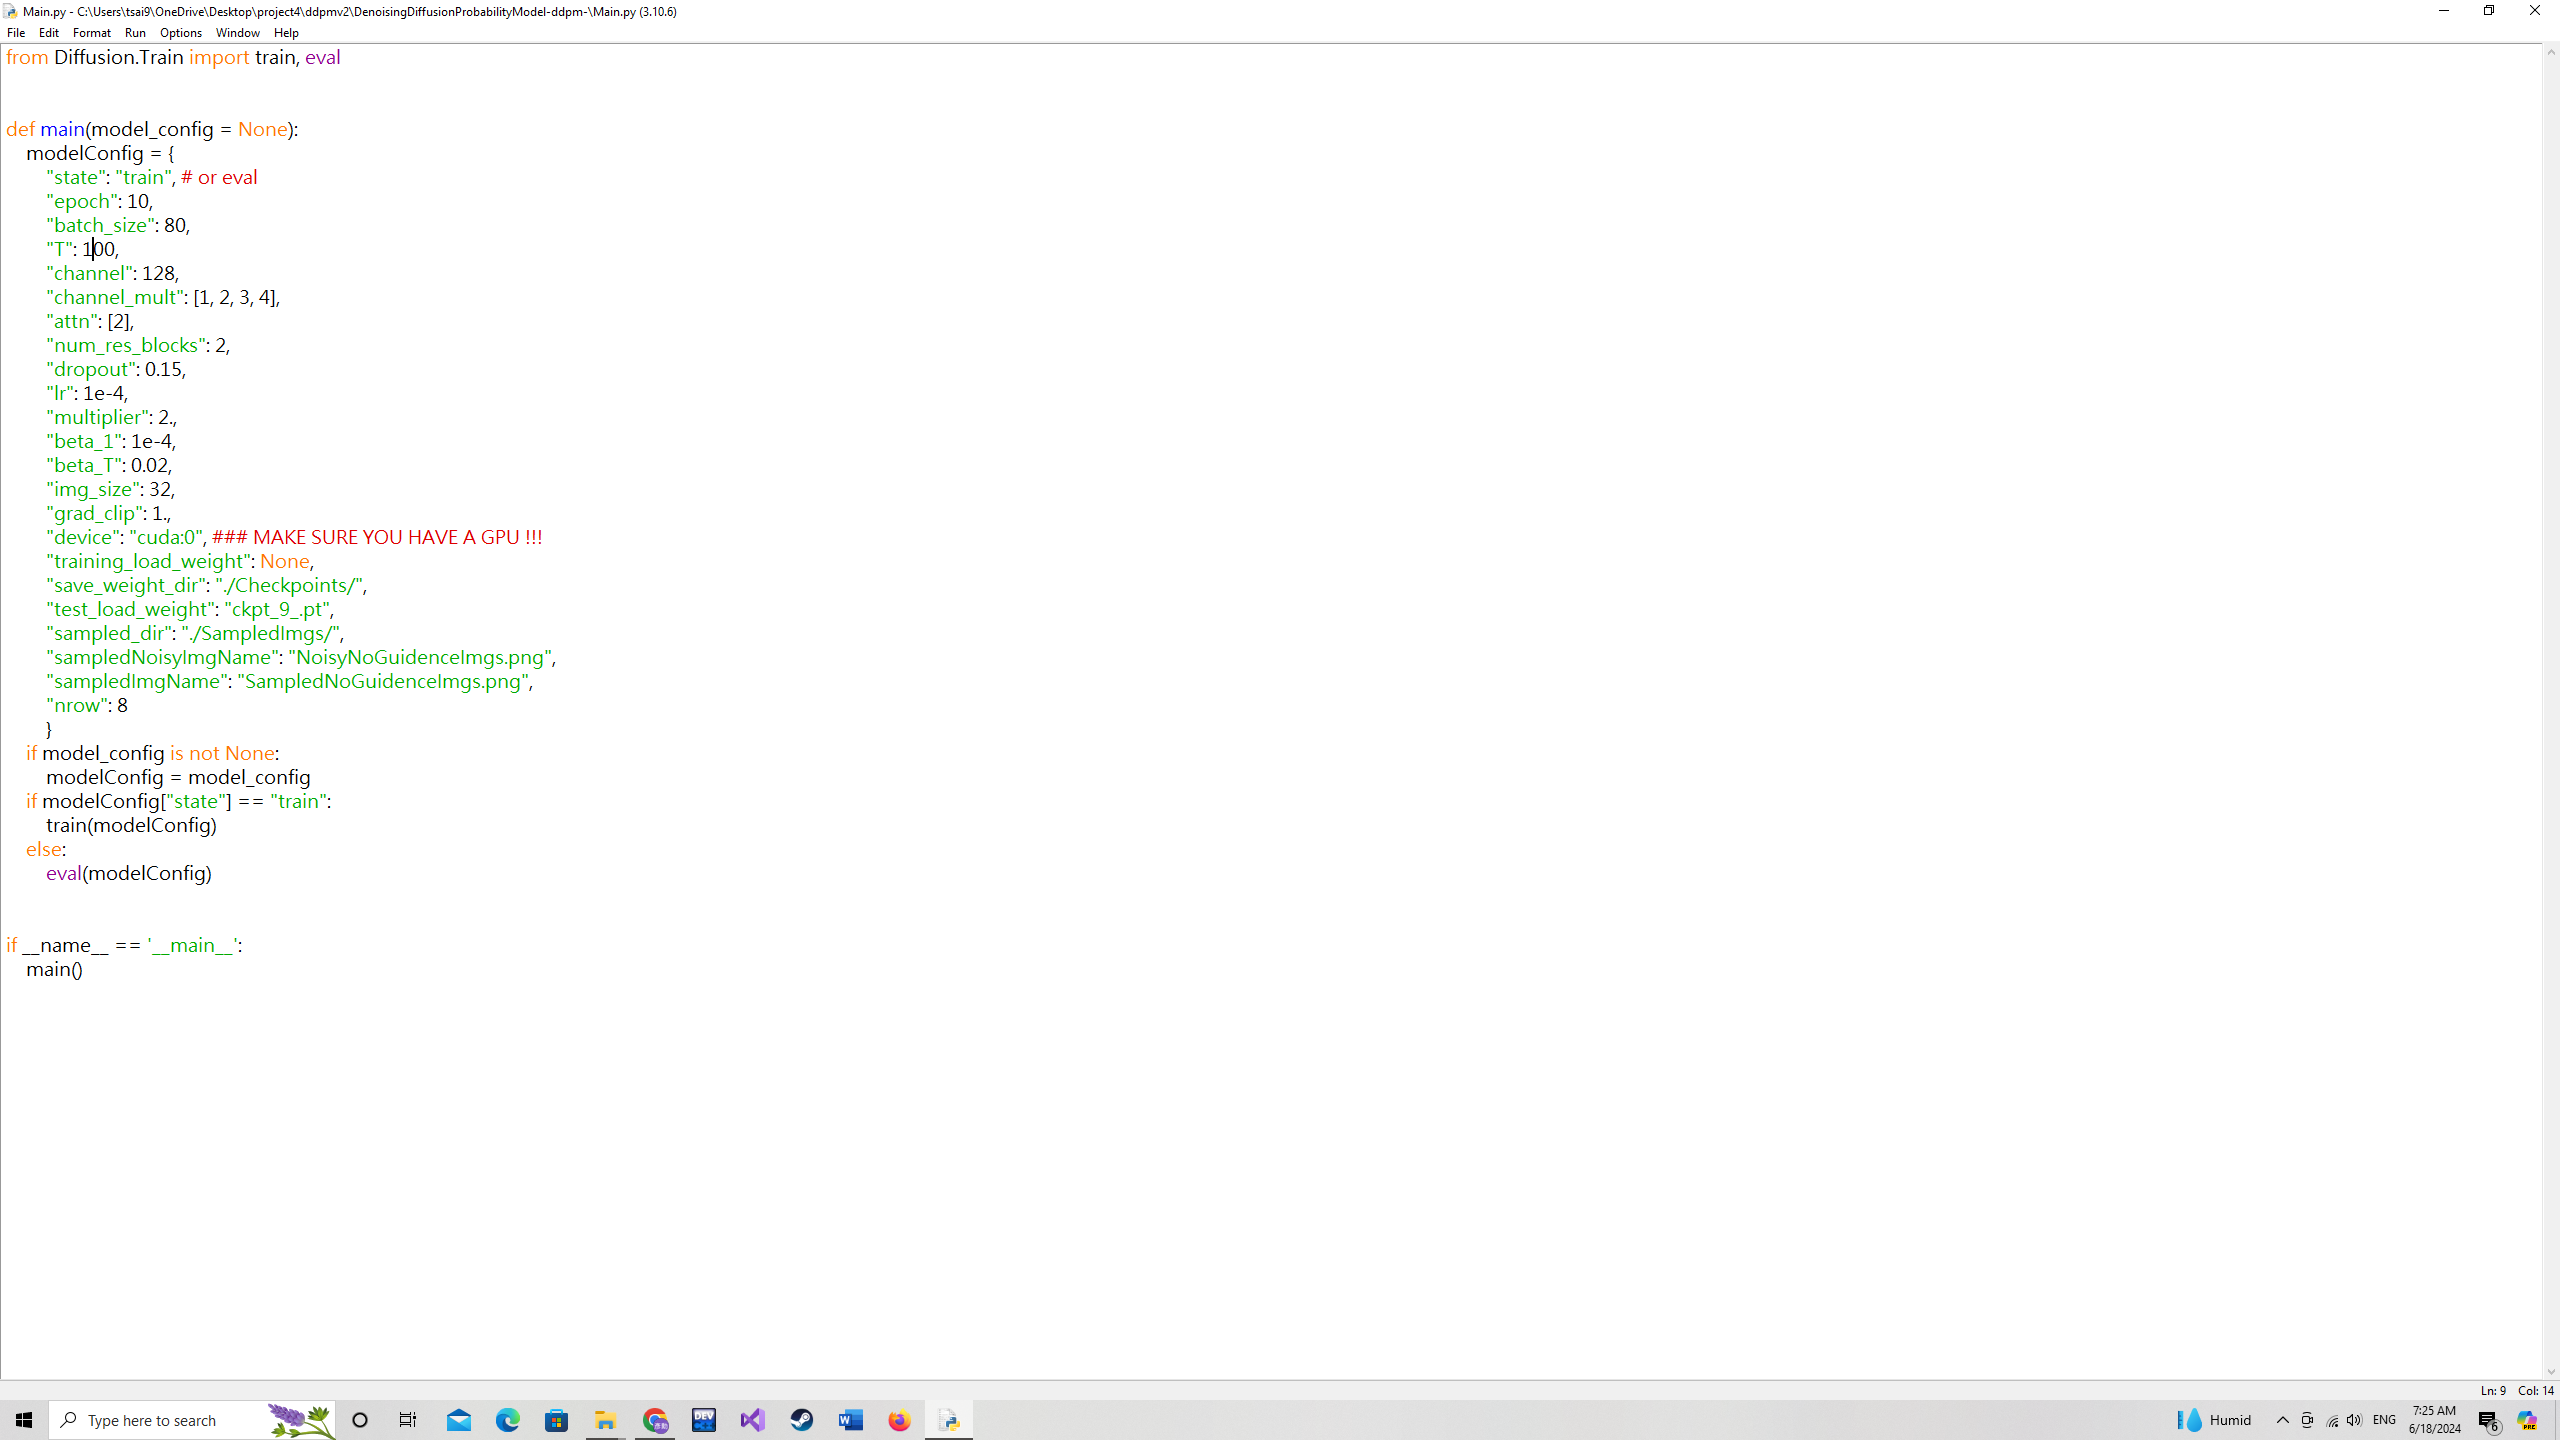 Main.py - C:\Users\tsai9\OneDrive\Desktop\project4\ddpmv2\DenoisingDiffusionProbabilityModel-ddpm-\Main.py (3.10.6)
File Edit Format Run Options Window Help
from Diffusion.Train import train, eval
def main(model_config = None):
modelConfig = {
"state": "train", # or eval
"epoch": 10,
"batch_size": 80,
"T": 100,
"channel": 128,
"channel_mult": [1, 2, 3, 4],
"attn": [2],
"num_res_blocks": 2,
"dropout": 0.15,
"lr": 1e-4,
"multiplier": 2.,
"beta_1": 1e-4,
"beta_T": 0.02,
"img_size": 32,
"grad_clip": 1.,
"device": "cuda:0", ### MAKE SURE YOU HAVE A GPU !!!
"training_load_weight": None,
"save_weight_dir": "./Checkpoints/",
"test_load_weight": "ckpt_9_.pt",
"sampled_dir": "./SampledImgs/",
"sampledNoisyImgName": "NoisyNoGuidenceImgs.png",
"sampledImgName": "SampledNoGuidenceImgs.png",
"nrow": 8
}
if model_config is not None:
modelConfig = model_config
if modelConfig["state"] == "train":
train(modelConfig)
else:
eval(modelConfig)
if __name__ == '__main__':
main()
Ln: 9 Col: 14
Type here to search
DEV
W
Humid
ENG
7:25 AM
6/18/2024
6
PRE